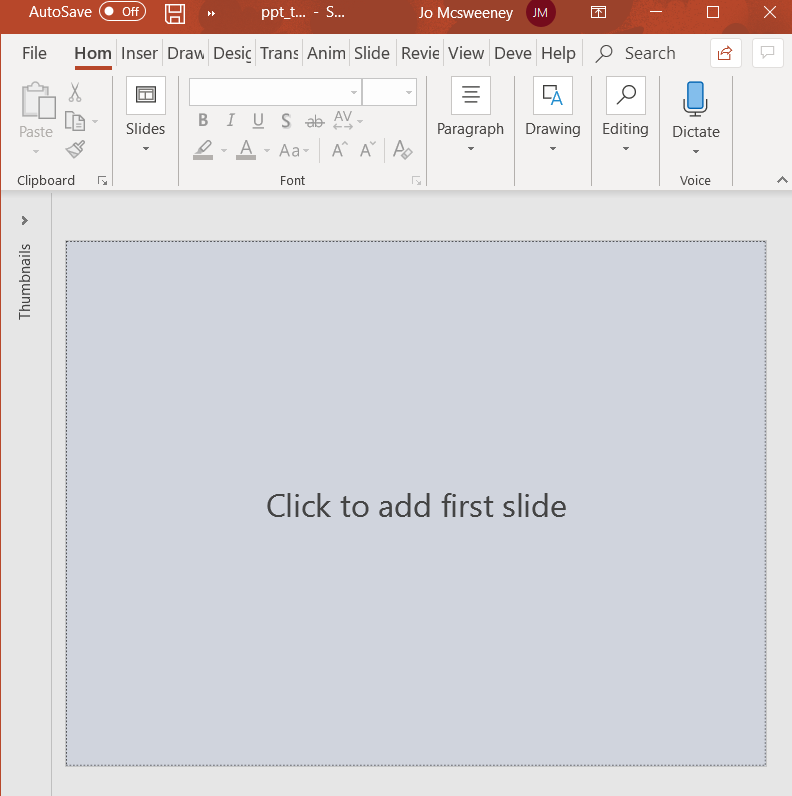 AutoSave Off ppt_t... - S... Jo Mcsweeney JM
File Hom Inser Draw Desig Trans Anim Slide Revie View Deve Help Search
Paste
Slides
B I U S ab AV
A Aa A A A
Paragraph
Drawing
A
Editing
Dictate
Clipboard Font Voice
Thumbnails
Click to add first slide